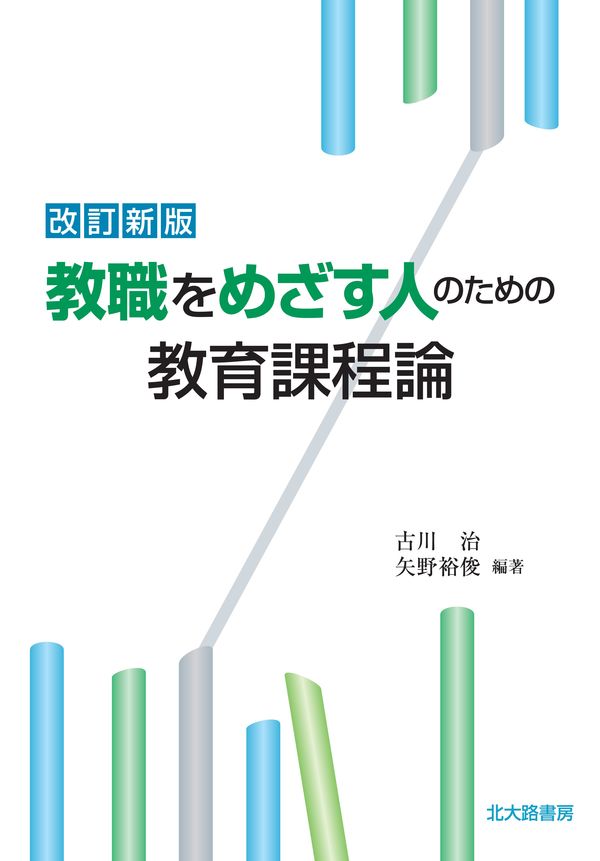 改訂新版
教職をめざす人のための
教育課程論
古川　治
矢野裕俊 編著
北大路書房